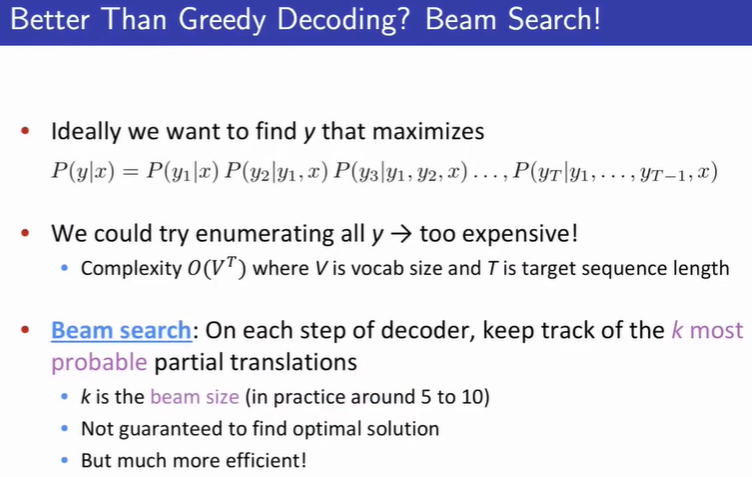 Better Than Greedy Decoding? Beam Search!
• Ideally we want to find y that maximizes
P(y|x) = P(y₁|x) P(y₂|y₁, x) P(y₃|y₁, y₂, x) . . . , P(y_T|y₁, . . . , y_{T−1}, x)
• We could try enumerating all y → too expensive!
• Complexity O(V^T) where V is vocab size and T is target sequence length
• Beam search: On each step of decoder, keep track of the k most
probable partial translations
• k is the beam size (in practice around 5 to 10)
• Not guaranteed to find optimal solution
• But much more efficient!